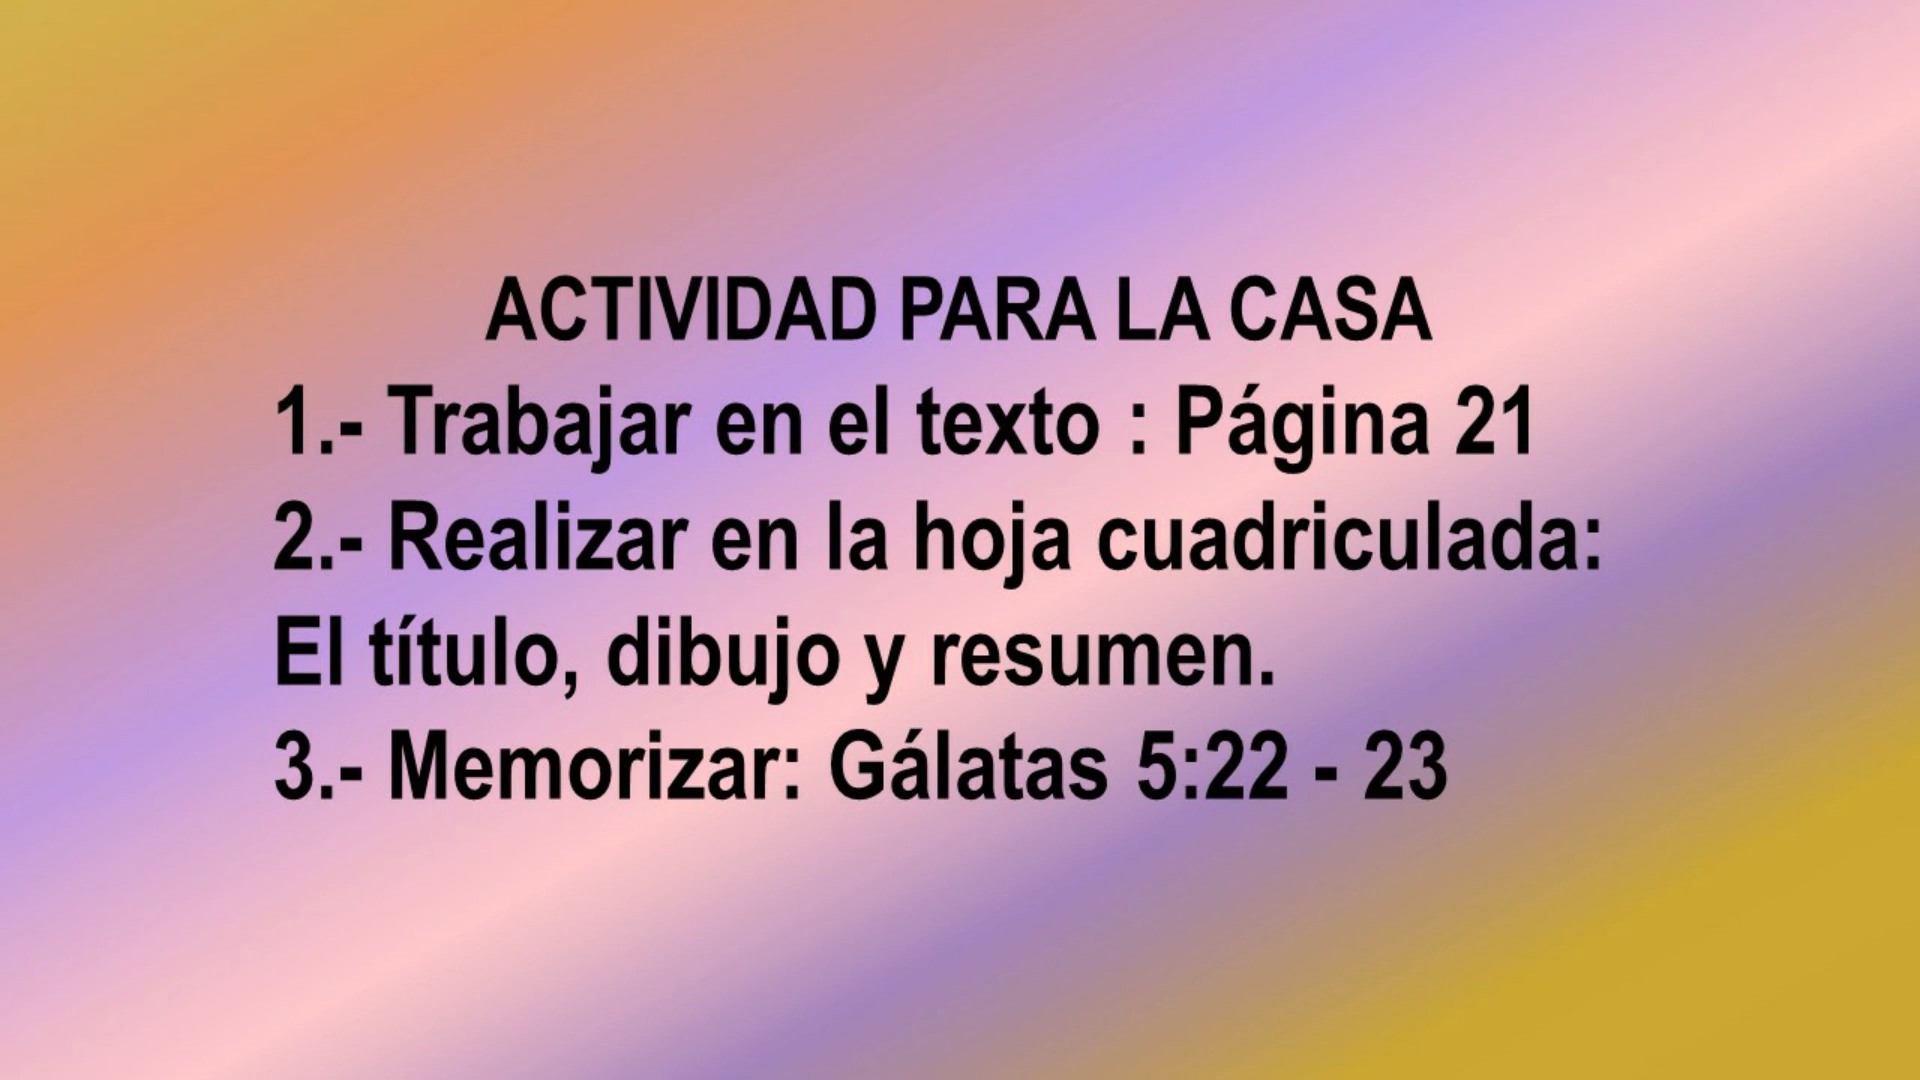 ACTIVIDAD PARA LA CASA
1.- Trabajar en el texto : Página 21
2.- Realizar en la hoja cuadriculada:
El título, dibujo y resumen.
3.- Memorizar: Gálatas 5:22 - 23